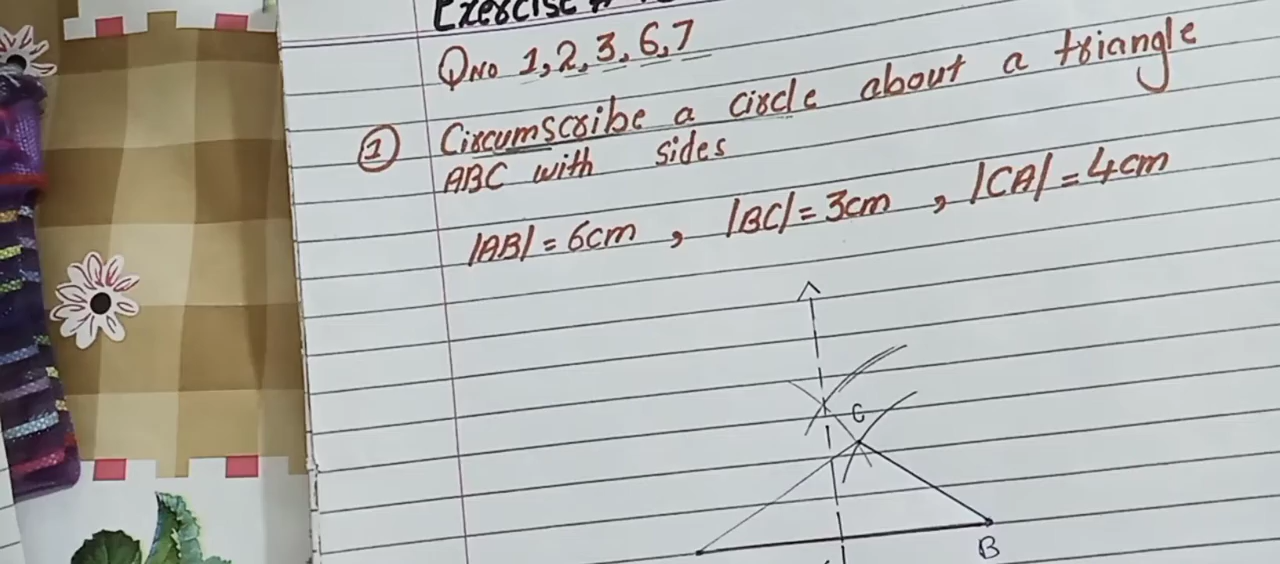 Exercise #
QNO 1,2,3,6,7
① Circumscribe a circle about a triangle
ABC with sides
|AB| = 6cm , |BC| = 3cm , |CA| = 4cm
C
B